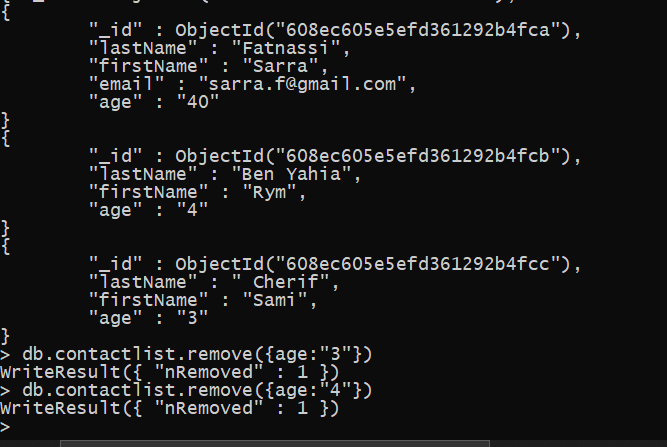 {
"_id" : ObjectId("608ec605e5efd361292b4fca"),
"lastName" : "Fatnassi",
"firstName" : "Sarra",
"email" : "sarra.f@gmail.com",
"age" : "40"
}
{
"_id" : ObjectId("608ec605e5efd361292b4fcb"),
"lastName" : "Ben Yahia",
"firstName" : "Rym",
"age" : "4"
}
{
"_id" : ObjectId("608ec605e5efd361292b4fcc"),
"lastName" : " Cherif",
"firstName" : "Sami",
"age" : "3"
}
> db.contactlist.remove({age:"3"})
WriteResult({ "nRemoved" : 1 })
> db.contactlist.remove({age:"4"})
WriteResult({ "nRemoved" : 1 })
>